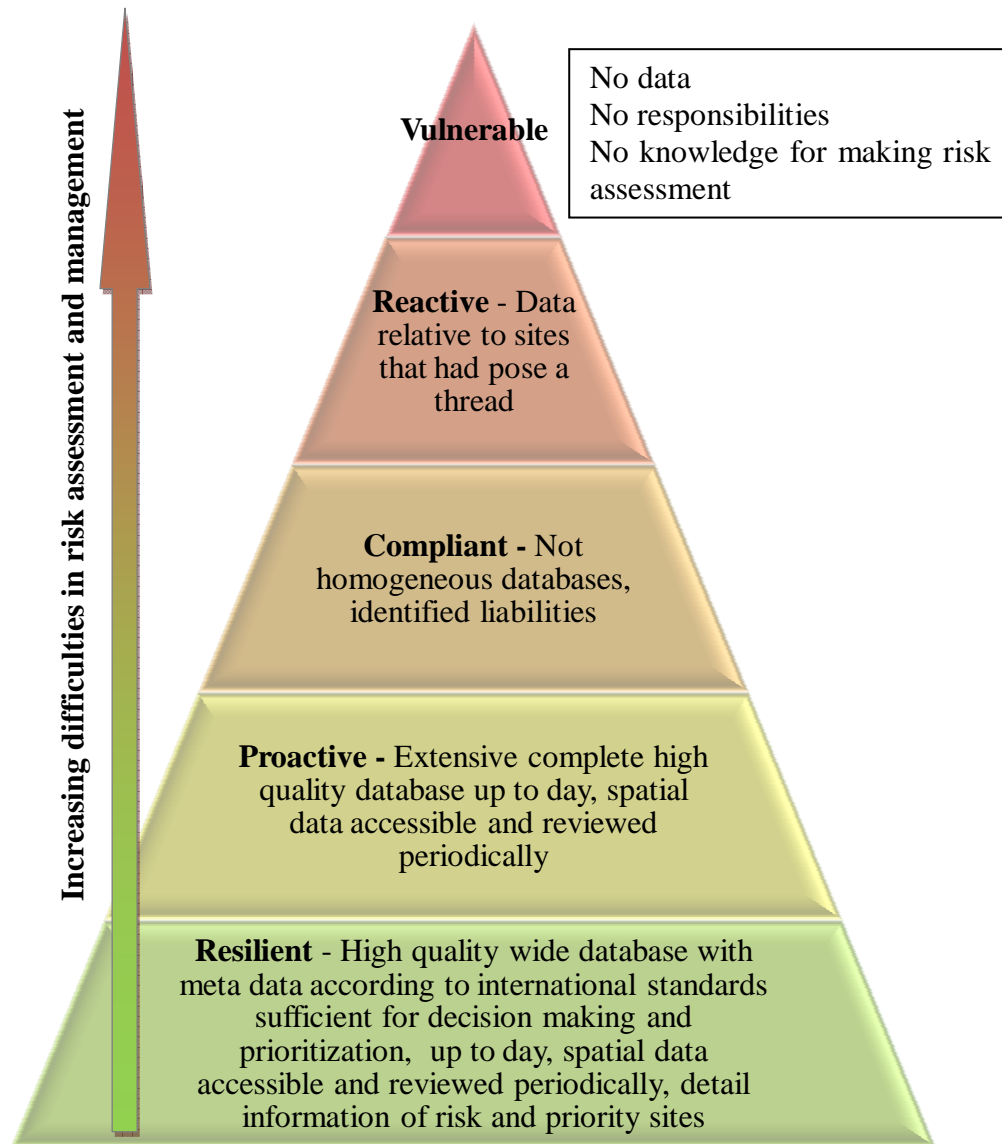 Increasing difficulties in risk assessment and management
Vulnerable
No data
No responsibilities
No knowledge for making risk
assessment
Reactive - Data
relative to sites
that had pose a
thread
Compliant - Not
homogeneous databases,
identified liabilities
Proactive - Extensive complete high
quality database up to day, spatial
data accessible and reviewed
periodically
Resilient - High quality wide database with
meta data according to international standards
sufficient for decision making and
prioritization, up to day, spatial data
accessible and reviewed periodically, detail
information of risk and priority sites